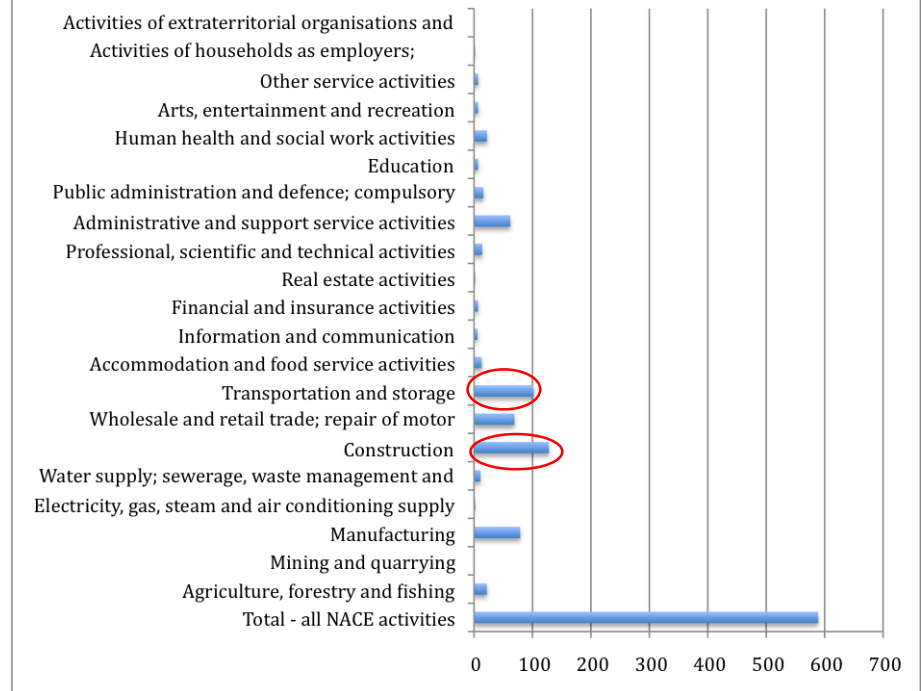 Activities of extraterritorial organisations and
Activities of households as employers;
Other service activities
Arts, entertainment and recreation
Human health and social work activities
Education
Public administration and defence; compulsory
Administrative and support service activities
Professional, scientific and technical activities
Real estate activities
Financial and insurance activities
Information and communication
Accommodation and food service activities
Transportation and storage
Wholesale and retail trade; repair of motor
Construction
Water supply; sewerage, waste management and
Electricity, gas, steam and air conditioning supply
Manufacturing
Mining and quarrying
Agriculture, forestry and fishing
Total - all NACE activities
0 100 200 300 400 500 600 700